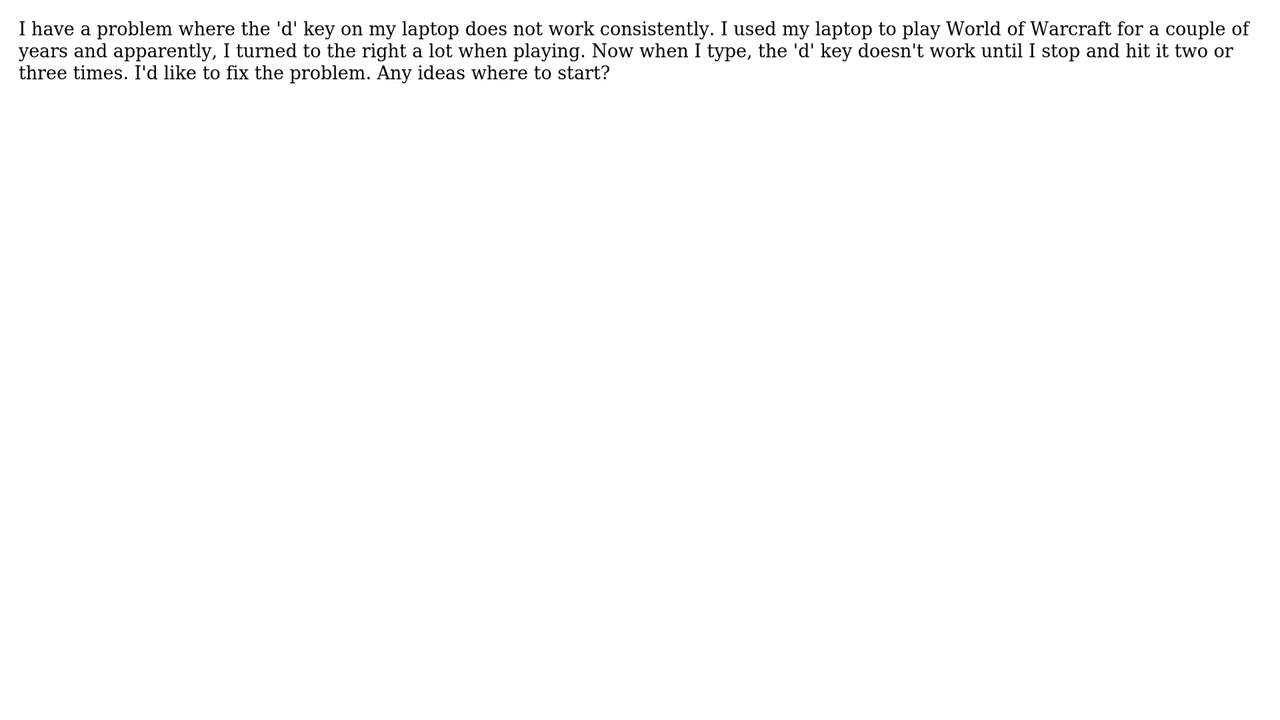 I have a problem where the 'd' key on my laptop does not work consistently. I used my laptop to play World of Warcraft for a couple of
years and apparently, I turned to the right a lot when playing. Now when I type, the 'd' key doesn't work until I stop and hit it two or
three times. I'd like to fix the problem. Any ideas where to start?